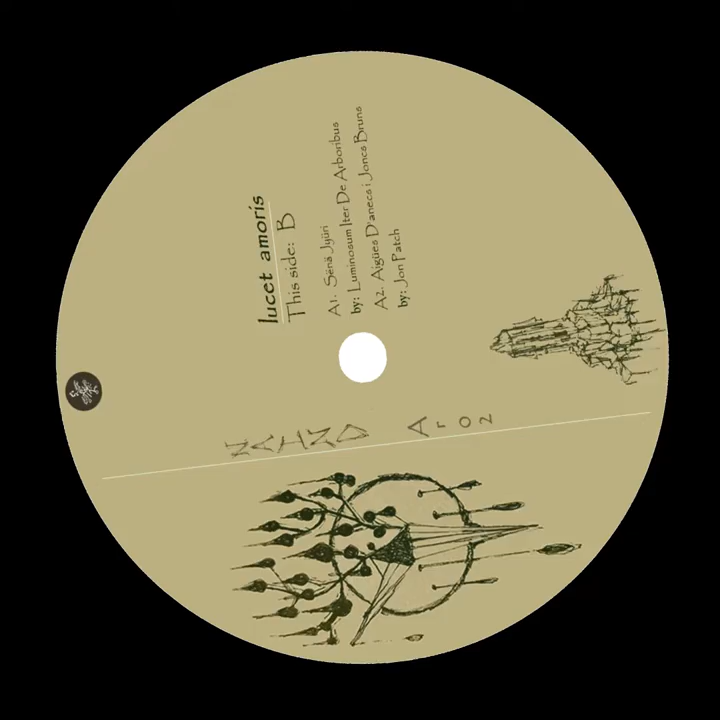 lucet amoris
This side: B
A1. Sënä Jÿüri
by: Luminosum Iter De Arboribus
A2. Aigües D'anecs i Joncs Bruns
by: Jon Patch